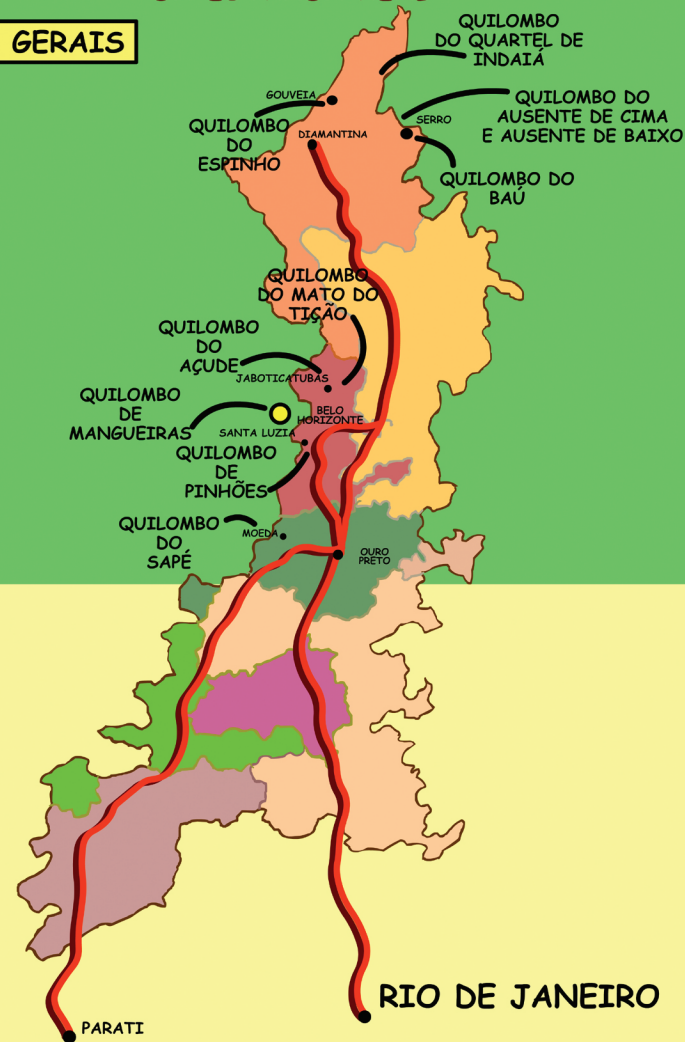 GERAIS
QUILOMBO
DO QUARTEL DE
INDAIÁ
GOUVEIA
QUILOMBO DO
AUSENTE DE CIMA
E AUSENTE DE BAIXO
SERRO
QUILOMBO
DO
ESPINHO
DIAMANTINA
QUILOMBO DO
BAÚ
QUILOMBO
DO MATO DO
TIÇÃO
QUILOMBO
DO
AÇUDE
JABOTICATUBAS
QUILOMBO
DE
MANGUEIRAS
BELO
HORIZONTE
SANTA LUZIA
QUILOMBO
DE
PINHÕES
QUILOMBO
DO
SAPÉ
MOEDA
OURO
PRETO
RIO DE JANEIRO
PARATI